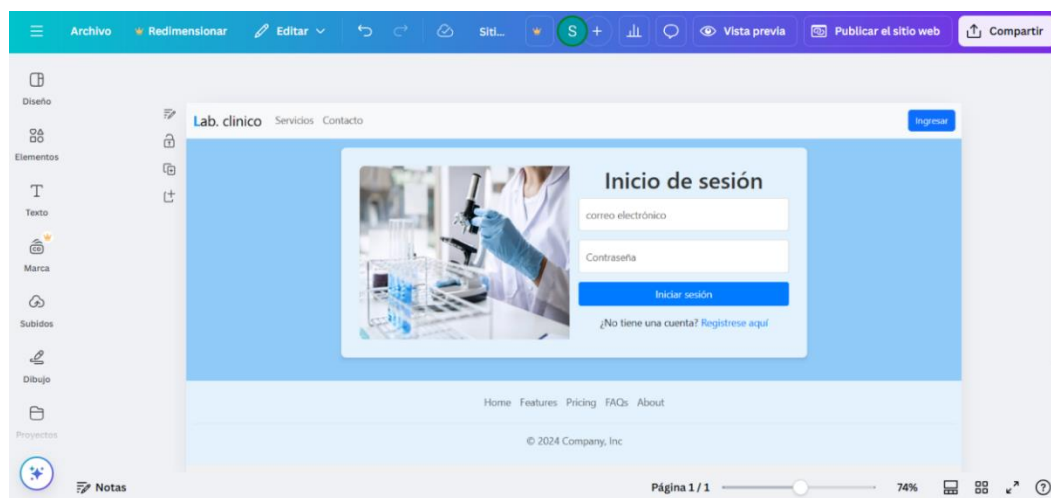 Archivo Redimensionar Editar Siti... S + Vista previa Publicar el sitio web Compartir
Diseño
Elementos
Texto
Marca
Subidos
Dibujo
Proyectos
Lab. clinico Servicios Contacto Ingresar
Inicio de sesión
correo electrónico
Contraseña
Iniciar sesión
¿No tiene una cuenta? Registrese aquí
Home Features Pricing FAQs About
© 2024 Company, Inc
Notas Página 1 / 1 74%